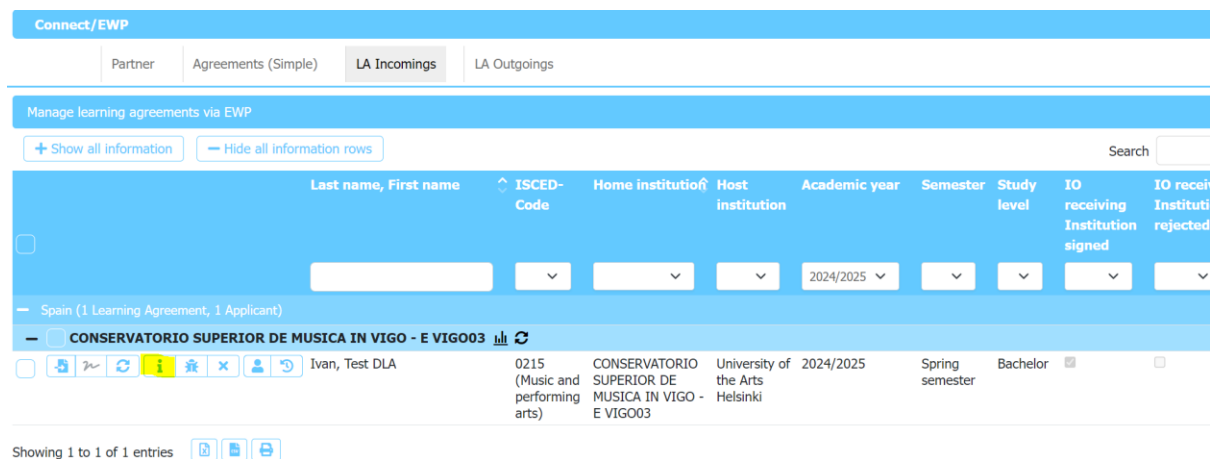 Connect/EWP
Partner Agreements (Simple) LA Incomings LA Outgoings
Manage learning agreements via EWP
Show all information Hide all information rows Search
Last name, First name ISCED-Code Home institution Host institution Academic year Semester Study level IO receiving Institution signed IO recei Instituti rejected
2024/2025
Spain (1 Learning Agreement, 1 Applicant)
CONSERVATORIO SUPERIOR DE MUSICA IN VIGO - E VIGO03
Ivan, Test DLA 0215 (Music and performing arts) CONSERVATORIO SUPERIOR DE MUSICA IN VIGO - E VIGO03 University of the Arts Helsinki 2024/2025 Spring semester Bachelor
Showing 1 to 1 of 1 entries